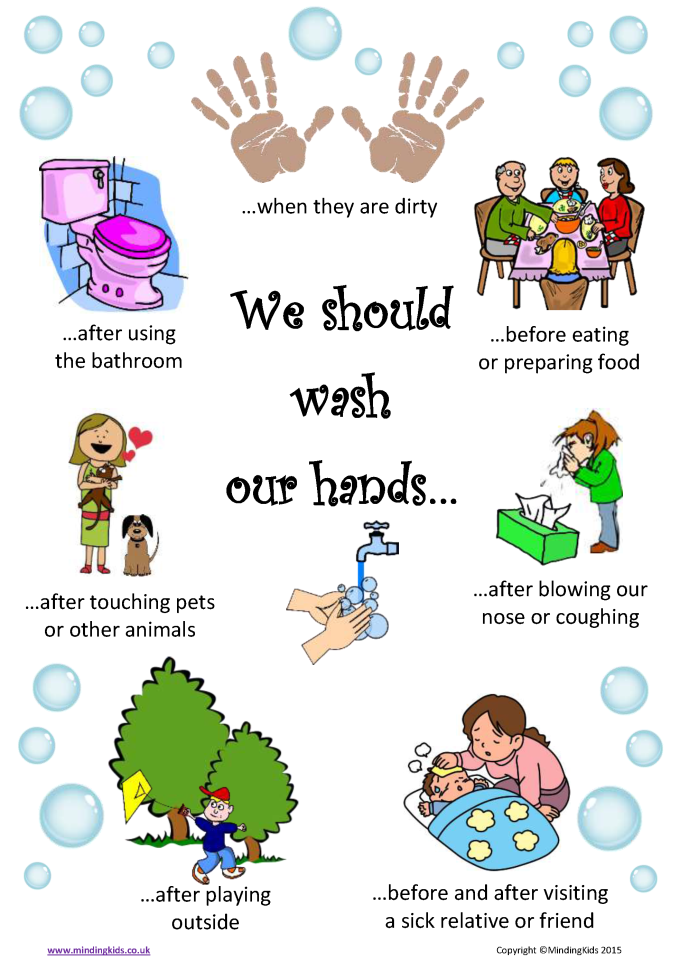 ...when they are dirty
...after using
the bathroom
...before eating
or preparing food
We should
wash
our hands...
...after touching pets
or other animals
...after blowing our
nose or coughing
...after playing
outside
...before and after visiting
a sick relative or friend
www.mindingkids.co.uk
Copyright ©MindingKids 2015